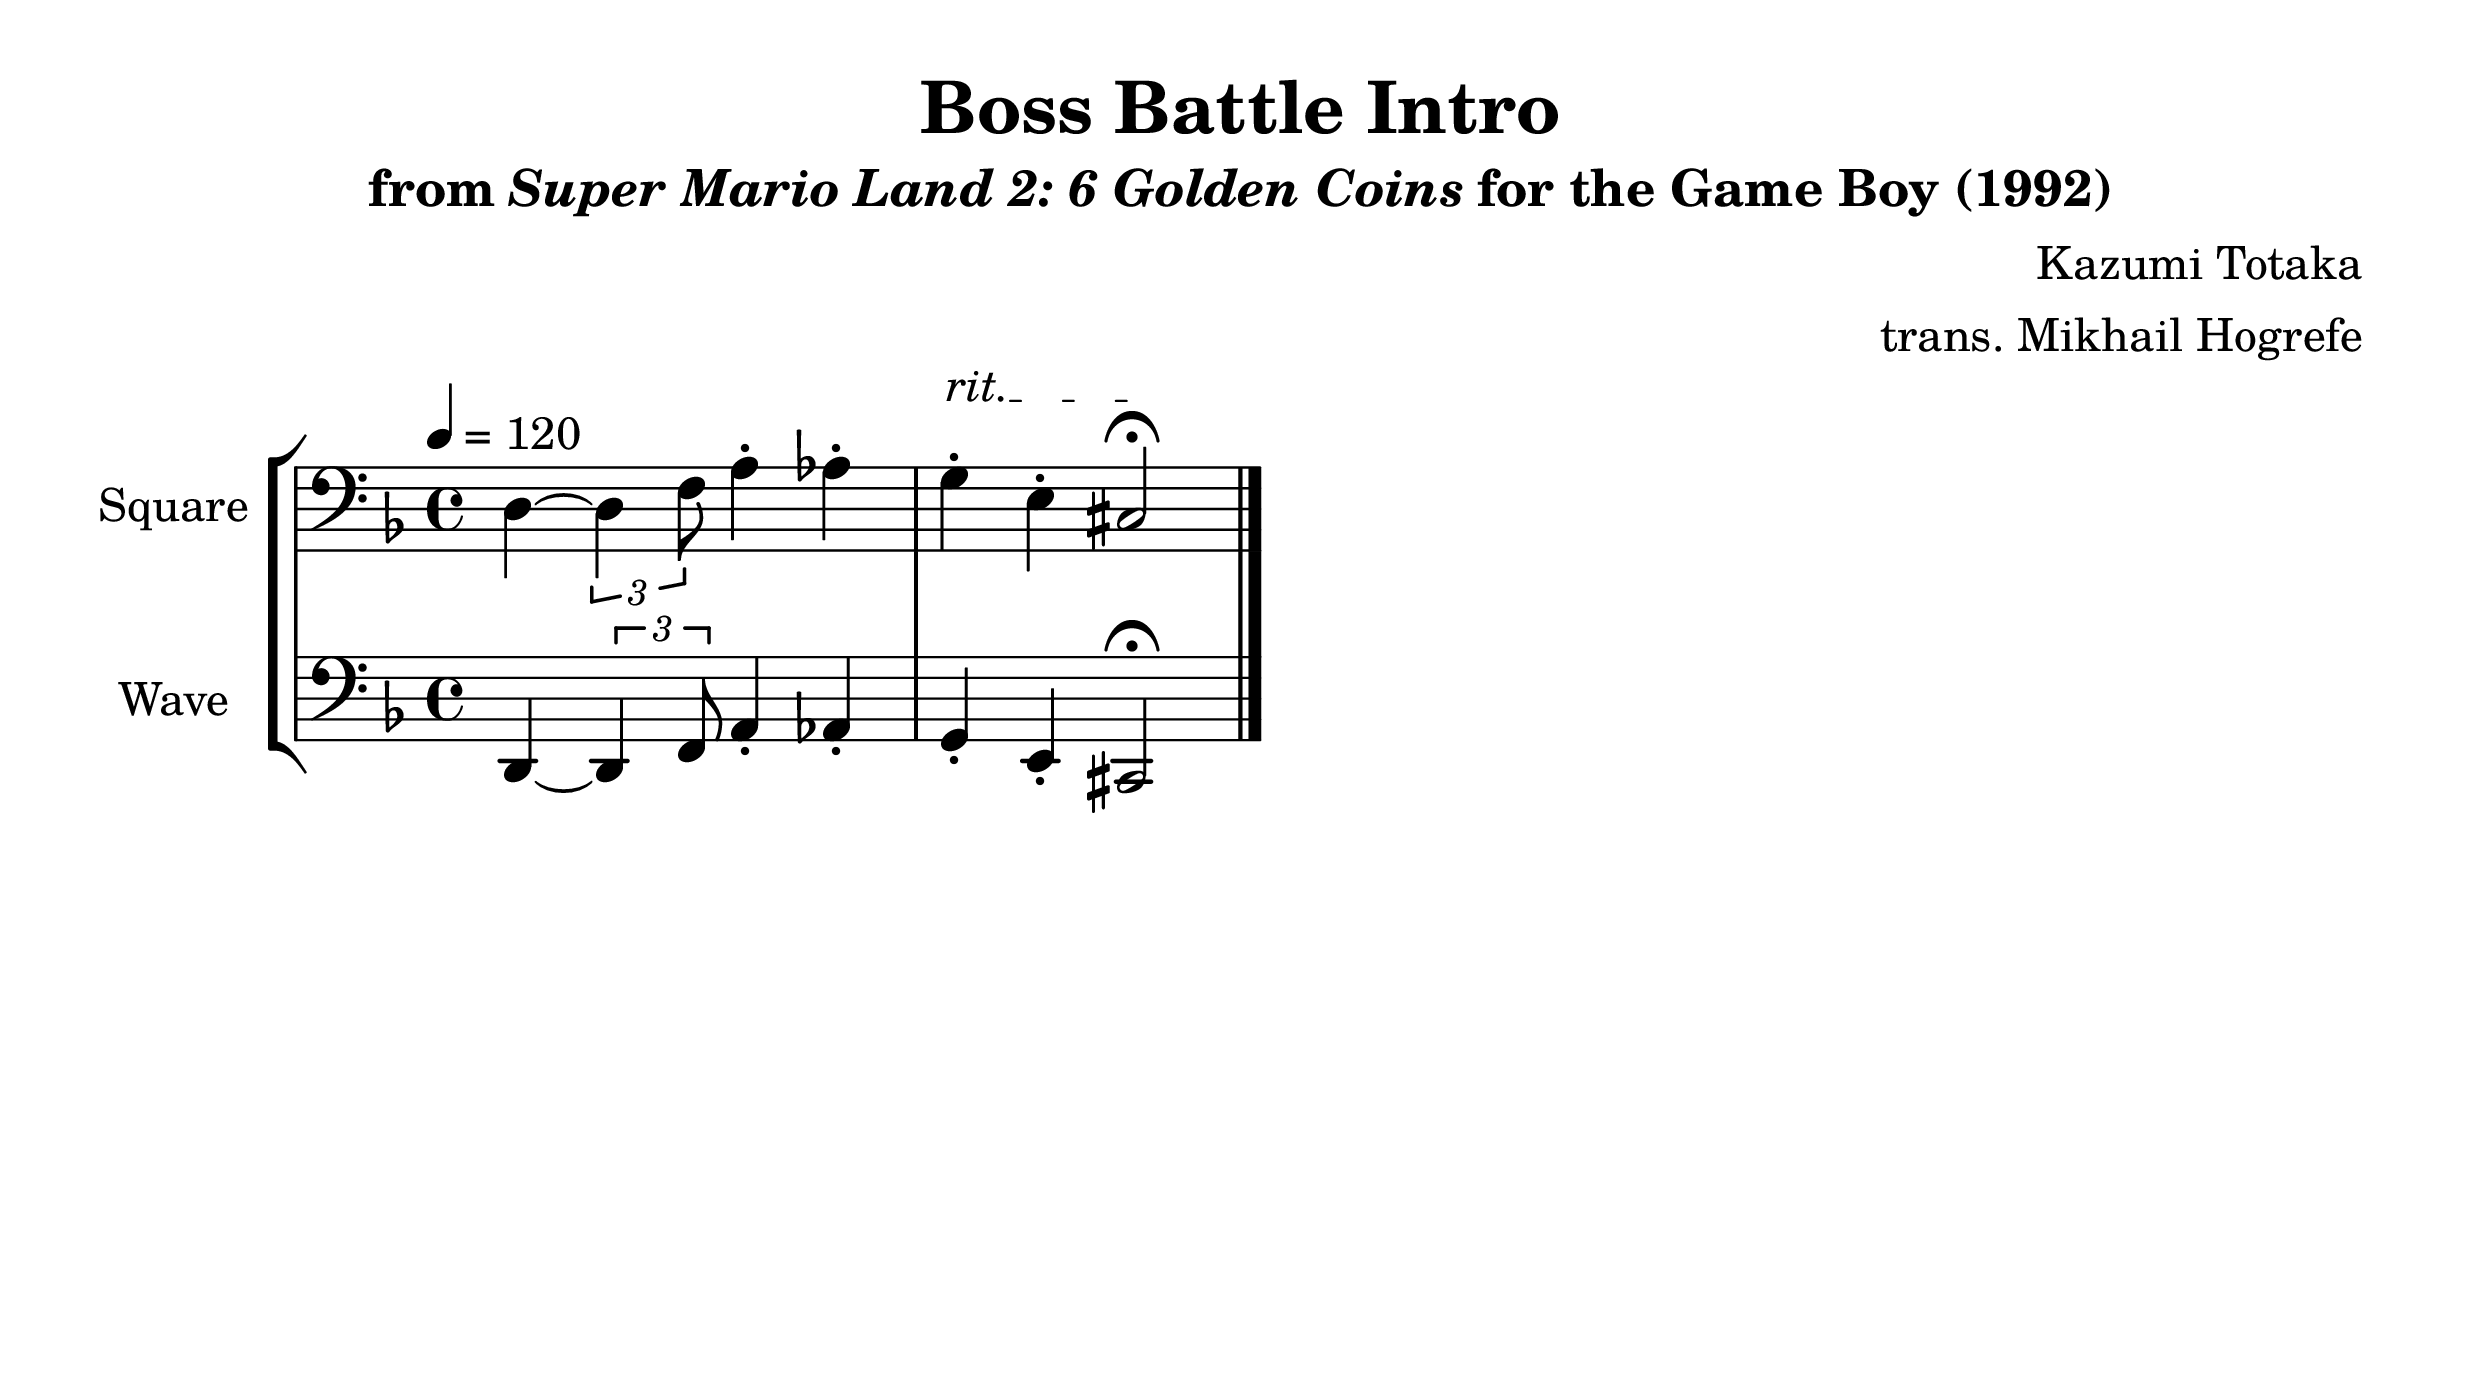 Boss Battle Intro
from Super Mario Land 2: 6 Golden Coins for the Game Boy (1992)
Kazumi Totaka
trans. Mikhail Hogrefe
rit.
= 120
Square
3
3
Wave